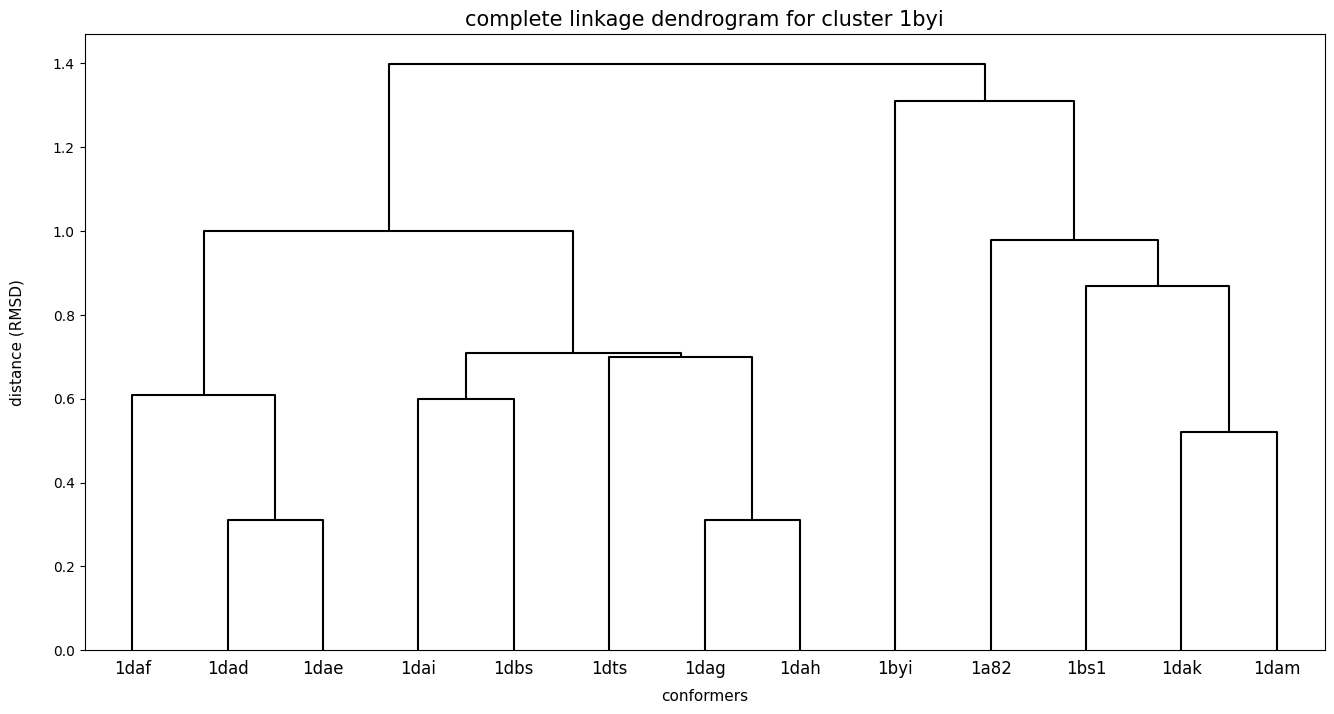 complete linkage dendrogram for cluster 1byi
1.4
1.2
1.0
0.8
0.6
0.4
0.2
0.0
distance (RMSD)
1daf 1dad 1dae 1dai 1dbs 1dts 1dag 1dah 1byi 1a82 1bs1 1dak 1dam
conformers